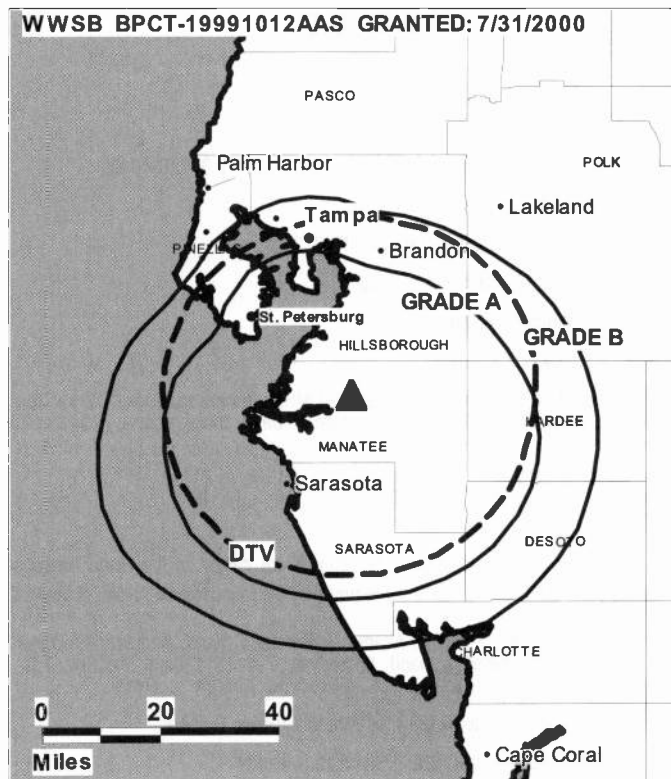 WWSB BPCT-19991012AAS GRANTED: 7/31/2000
PASCO
POLK
Palm Harbor
Lakeland
Tampa
PINELLAS
Brandon
GRADE A
St. Petersburg
GRADE B
HILLSBOROUGH
HARDEE
MANATEE
Sarasota
DTV
SARASOTA
DESOTO
CHARLOTTE
0 20 40
Miles
Cape Coral